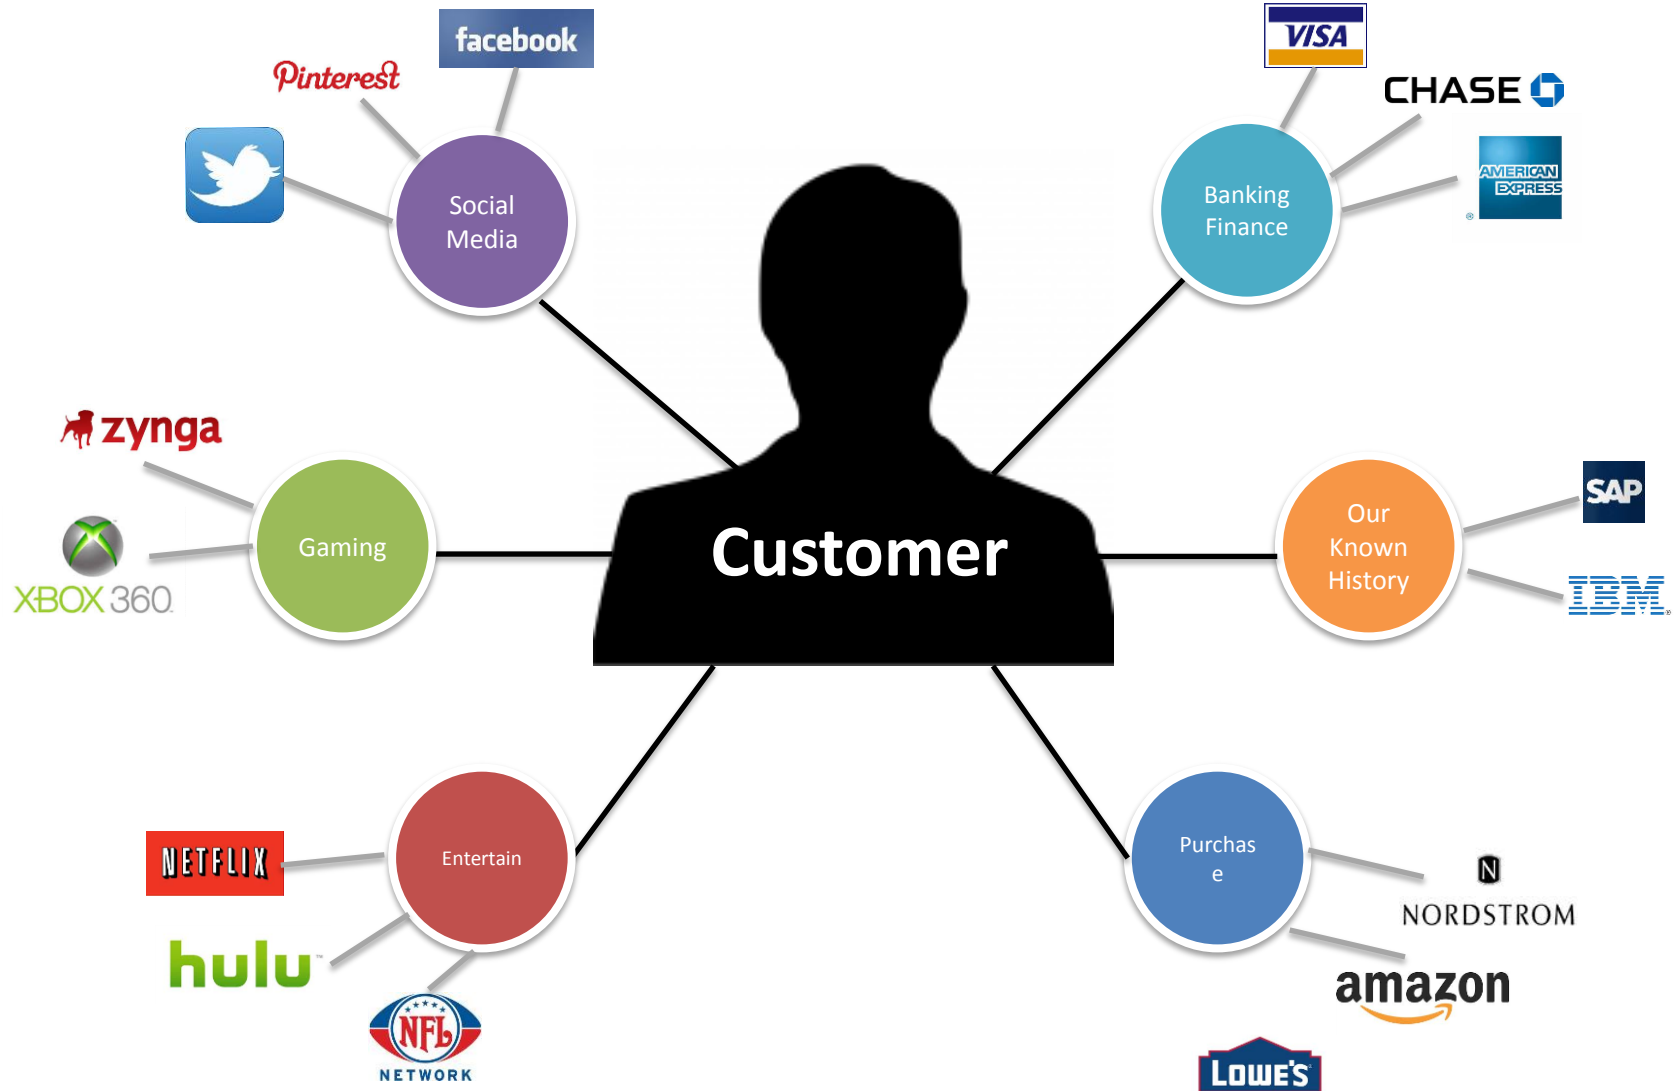 facebook
Pinterest
VISA
CHASE
AMERICAN
EXPRESS
®
Social
Media
Banking
Finance
zynga
XBOX 360
Gaming
Customer
Our
Known
History
SAP
IBM
®
NETFLIX
hulu
™
Entertain
NFL
NETWORK
Purchas
e
N
NORDSTROM
amazon
LOWE'S